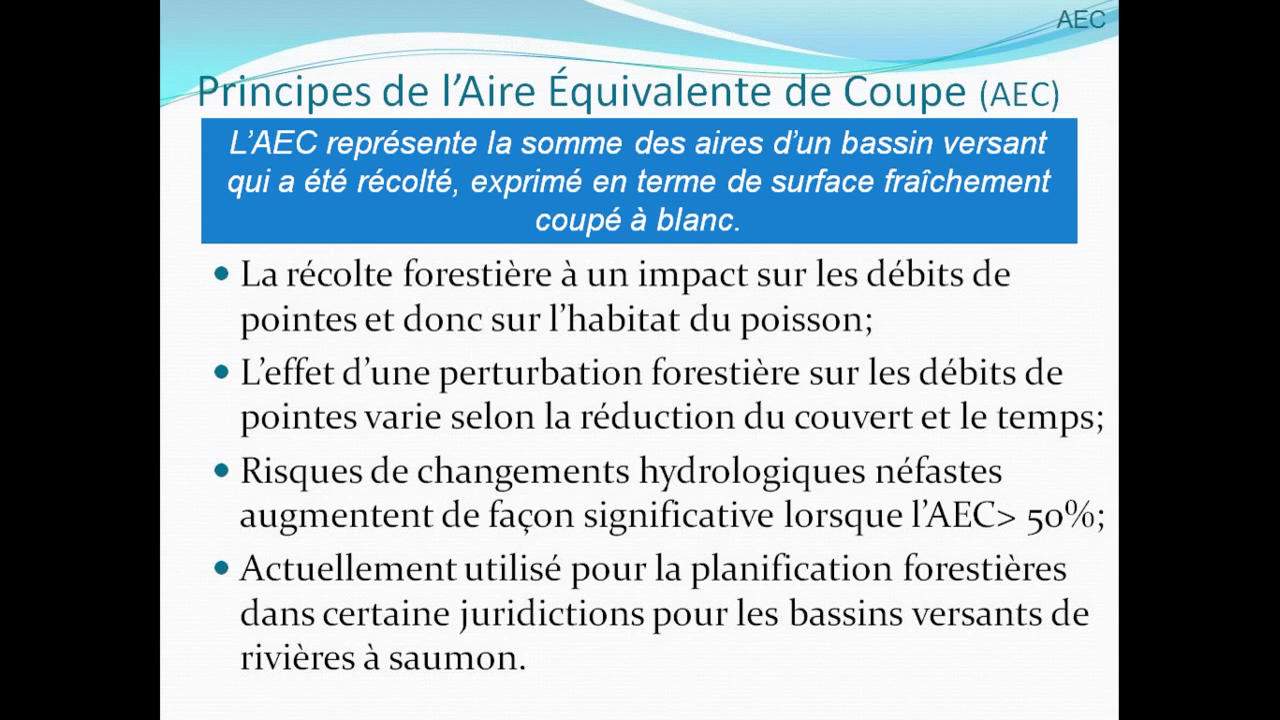 AEC
Principes de l'Aire Équivalente de Coupe (AEC)
L'AEC représente la somme des aires d'un bassin versant
qui a été récolté, exprimé en terme de surface fraîchement
coupé à blanc.
• La récolte forestière à un impact sur les débits de
pointes et donc sur l'habitat du poisson;
• L'effet d'une perturbation forestière sur les débits de
pointes varie selon la réduction du couvert et le temps;
• Risques de changements hydrologiques néfastes
augmentent de façon significative lorsque l'AEC> 50%;
• Actuellement utilisé pour la planification forestières
dans certaine juridictions pour les bassins versants de
rivières à saumon.